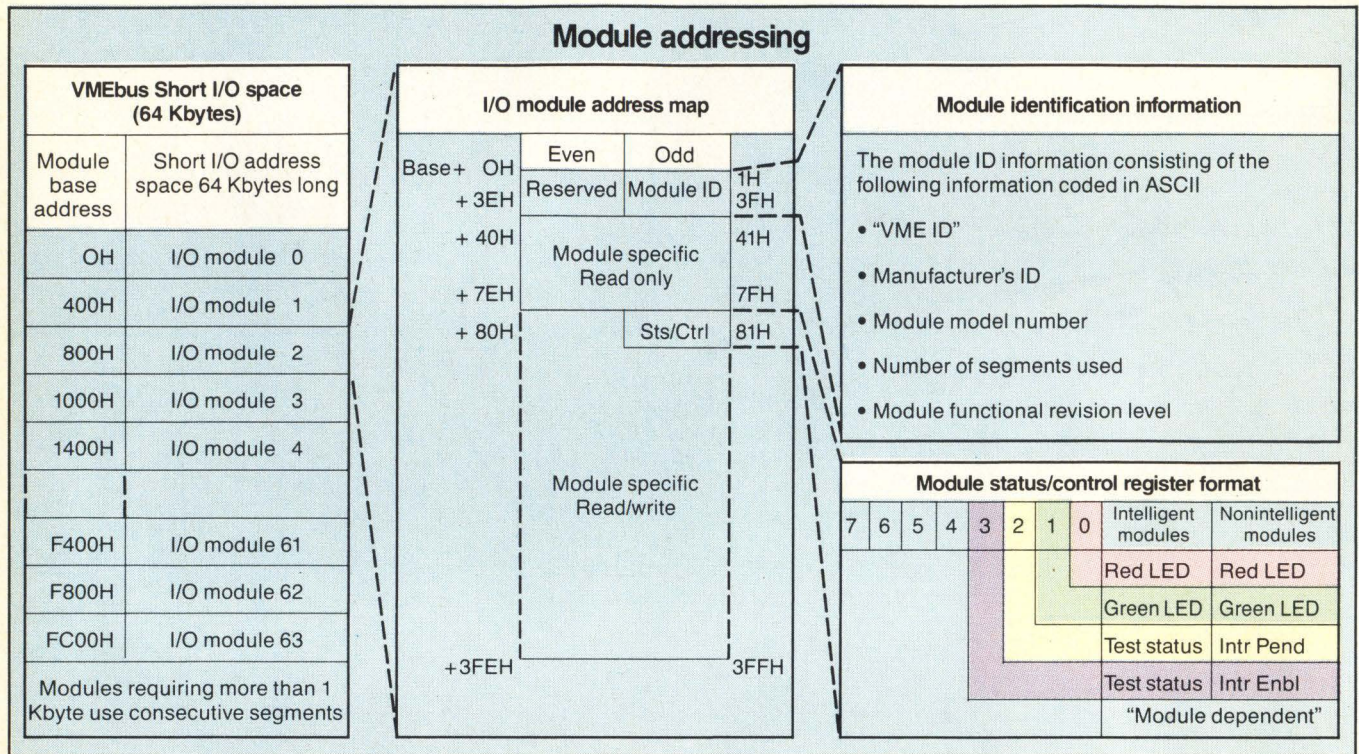 Module addressing
VMEbus Short I/O space
(64 Kbytes)
Module
base
address
Short I/O address
space 64 Kbytes long
OH I/O module 0
400H I/O module 1
800H I/O module 2
1000H I/O module 3
1400H I/O module 4
F400H I/O module 61
F800H I/O module 62
FC00H I/O module 63
Modules requiring more than 1
Kbyte use consecutive segments
I/O module address map
Even Odd
Base+ OH 1H
Reserved Module ID
+ 3EH 3FH
+ 40H 41H
Module specific
Read only
+ 7EH 7FH
+ 80H Sts/Ctrl 81H
Module specific
Read/write
+3FEH 3FFH
Module identification information
The module ID information consisting of the
following information coded in ASCII
• "VME ID"
• Manufacturer's ID
• Module model number
• Number of segments used
• Module functional revision level
Module status/control register format
7 6 5 4 3 2 1 0
Intelligent
modules
Nonintelligent
modules
Red LED Red LED
Green LED Green LED
Test status Intr Pend
Test status Intr Enbl
"Module dependent"